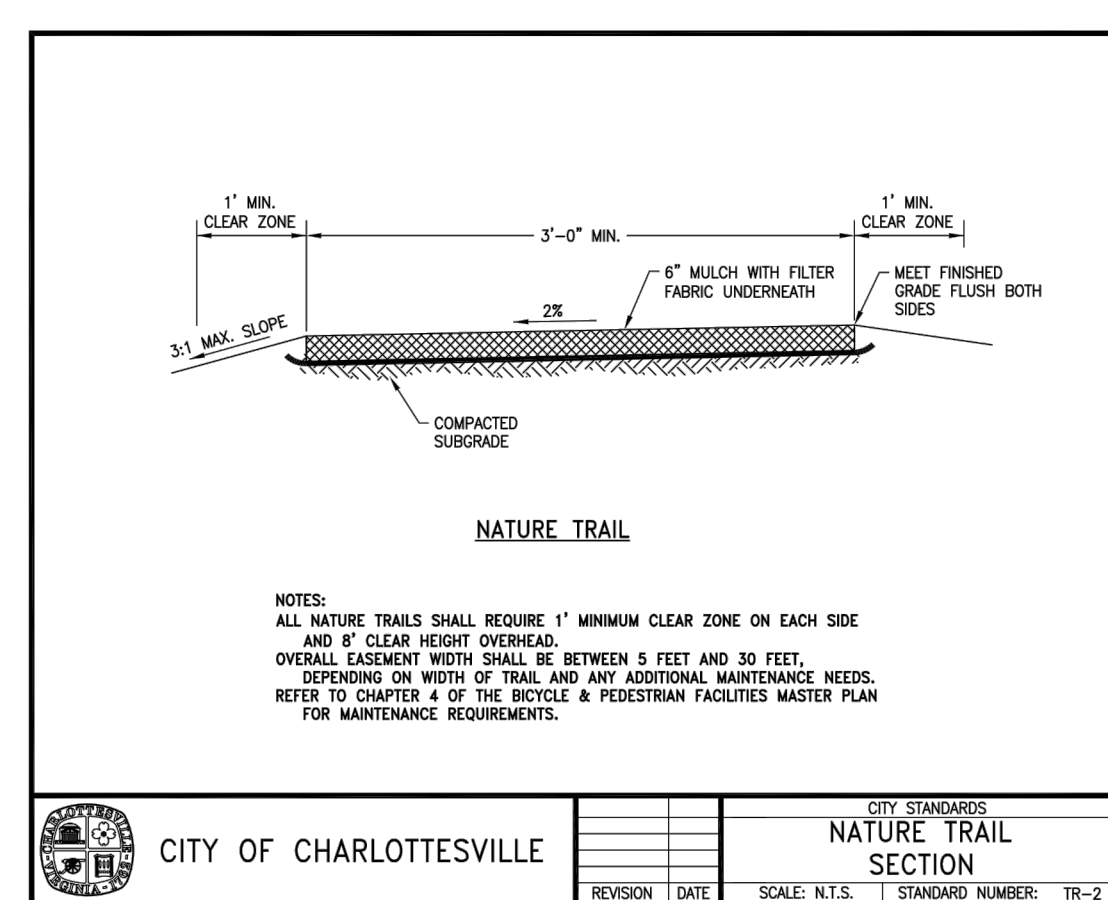 1' MIN.
CLEAR ZONE
3'-0" MIN.
1' MIN.
CLEAR ZONE
6" MULCH WITH FILTER
FABRIC UNDERNEATH
MEET FINISHED
GRADE FLUSH BOTH
SIDES
2%
3:1 MAX. SLOPE
COMPACTED
SUBGRADE
NATURE TRAIL
NOTES:
ALL NATURE TRAILS SHALL REQUIRE 1' MINIMUM CLEAR ZONE ON EACH SIDE
AND 8' CLEAR HEIGHT OVERHEAD.
OVERALL EASEMENT WIDTH SHALL BE BETWEEN 5 FEET AND 30 FEET,
DEPENDING ON WIDTH OF TRAIL AND ANY ADDITIONAL MAINTENANCE NEEDS.
REFER TO CHAPTER 4 OF THE BICYCLE & PEDESTRIAN FACILITIES MASTER PLAN
FOR MAINTENANCE REQUIREMENTS.
CHARLOTTESVILLE
VIRGINIA-1762
CITY OF CHARLOTTESVILLE
REVISION DATE
CITY STANDARDS
NATURE TRAIL
SECTION
SCALE: N.T.S. STANDARD NUMBER: TR-2